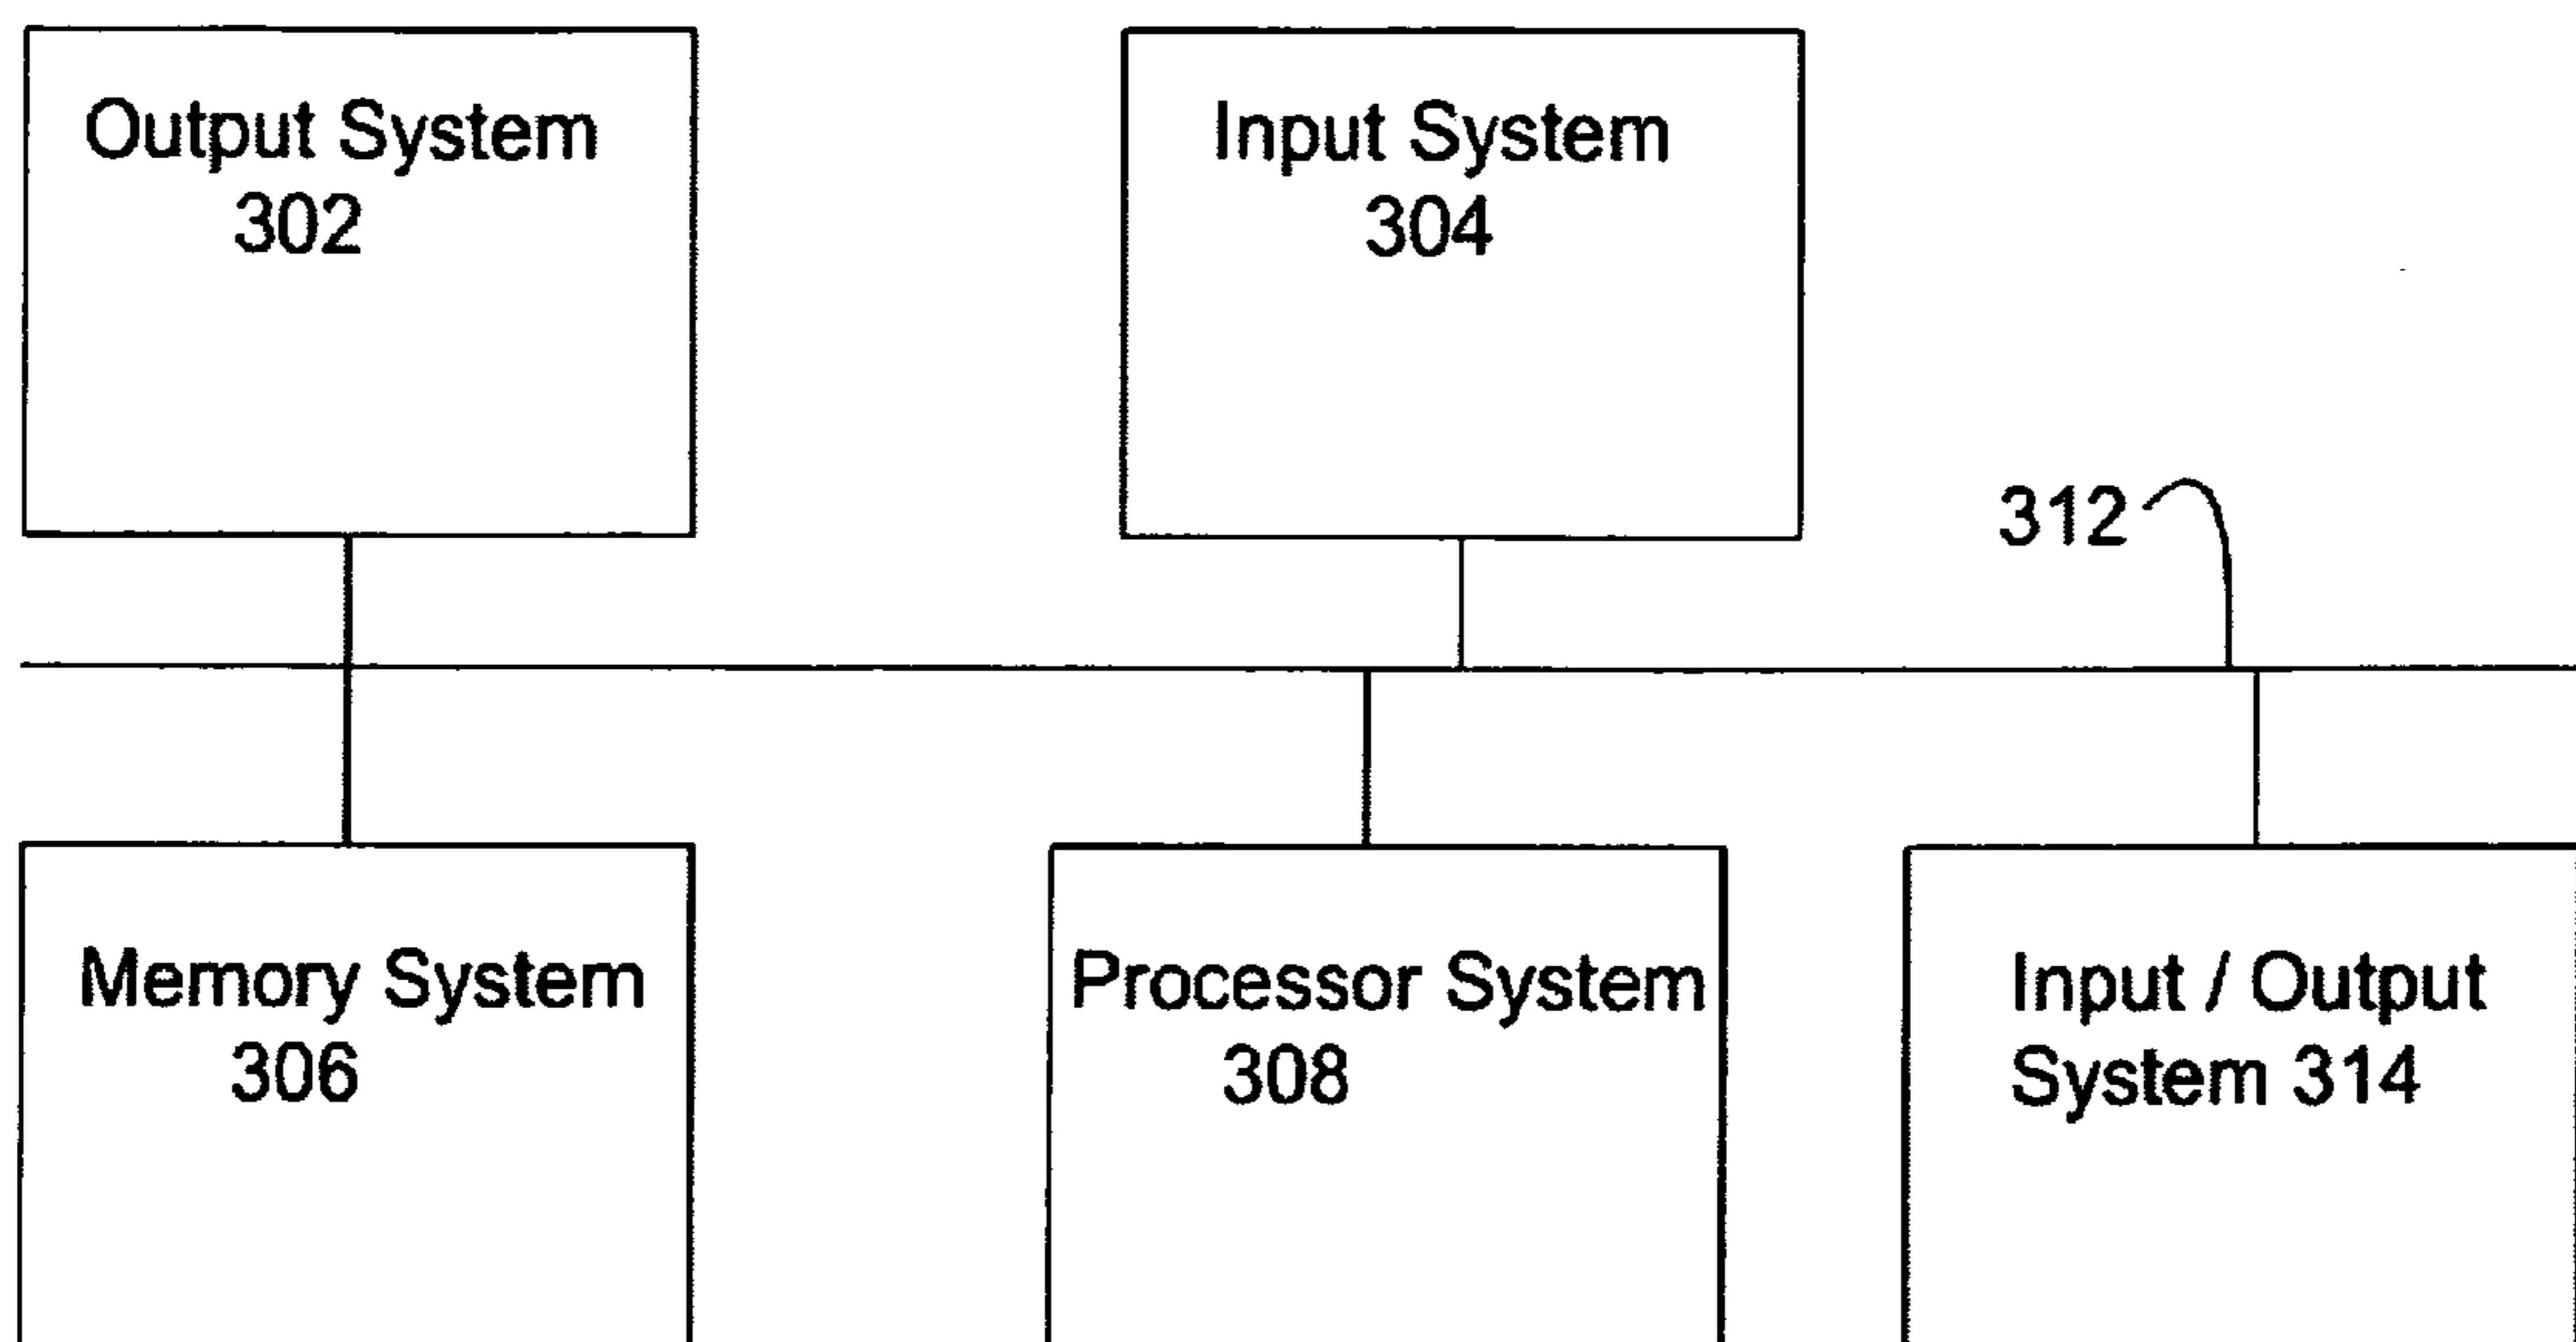 Output System
302
Input System
304
312
Memory System
306
Processor System
308
Input / Output
System 314